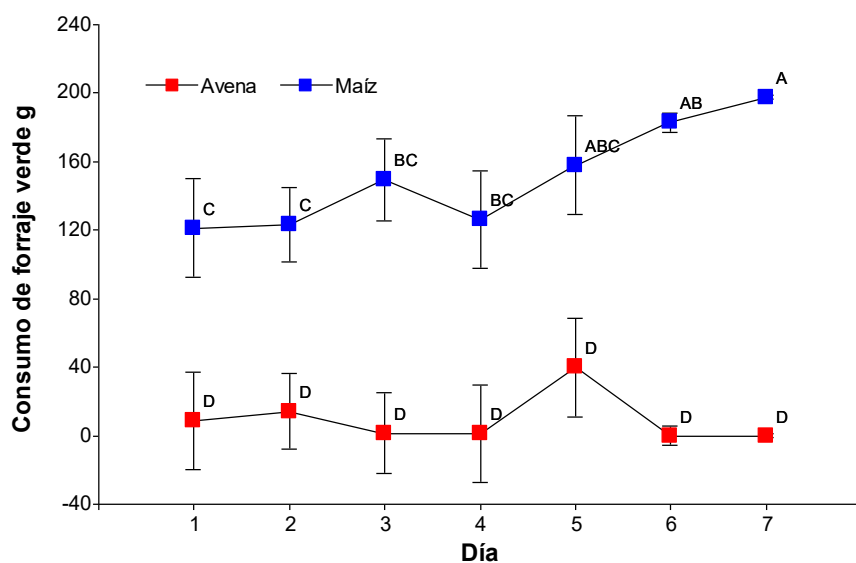 240
200
160
120
80
40
0
-40
Consumo de forraje verde g
Avena Maíz
C C BC BC ABC AB A
D D D D D D D
1 2 3 4 5 6 7
Día